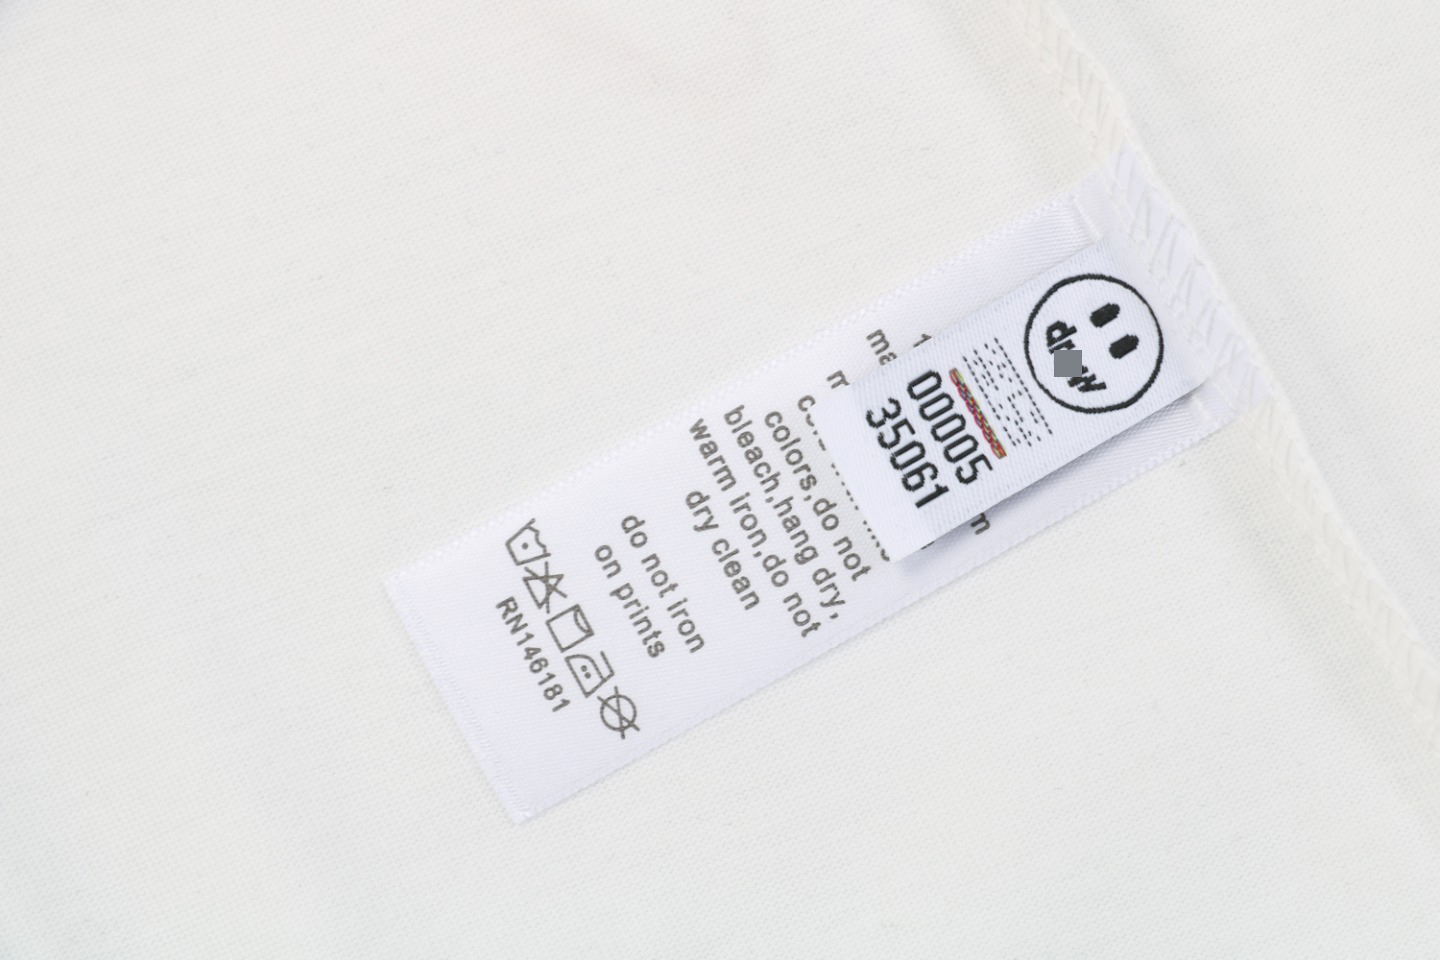 00005
35061
colors,do not
bleach,hang dry,
warm iron,do not
dry clean
do not iron
on prints
RN146181